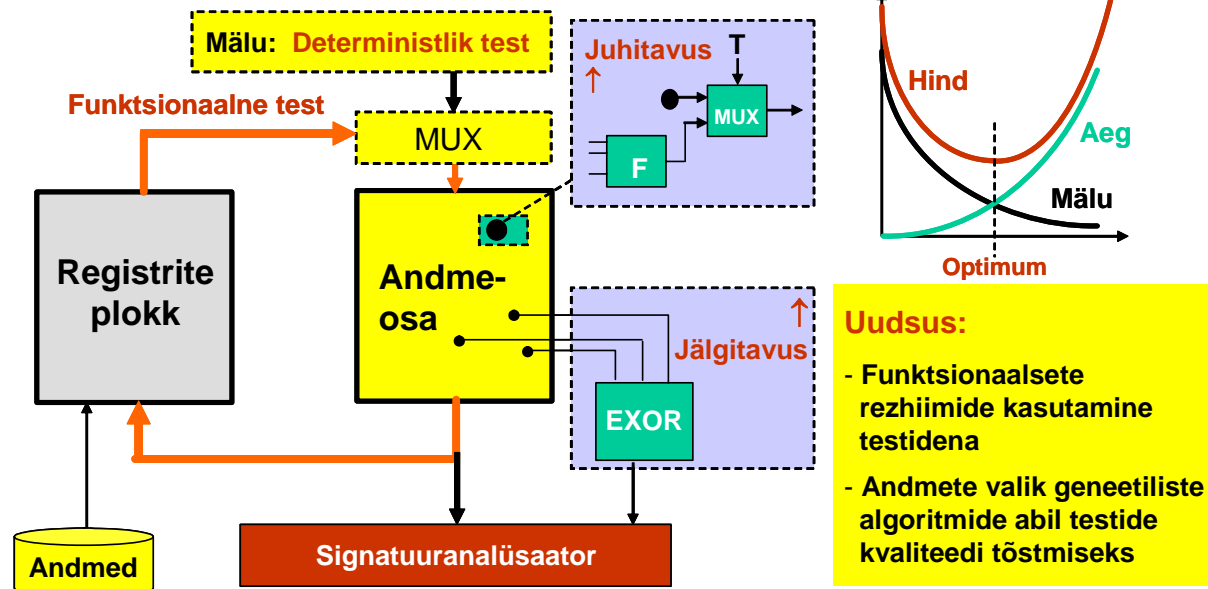 Mälu: Deterministlik test
Funktsionaalne test
MUX
Registrite
plokk
Andme-
osa
Andmed
Signatuuranalüsaator
Juhitavus
↑
T
MUX
F
↑
Jälgitavus
EXOR
Hind
Aeg
Mälu
Optimum
Uudsus:
- Funktsionaalsete
rezhiimide kasutamine
testidena
- Andmete valik geneetiliste
algoritmide abil testide
kvaliteedi tõstmiseks